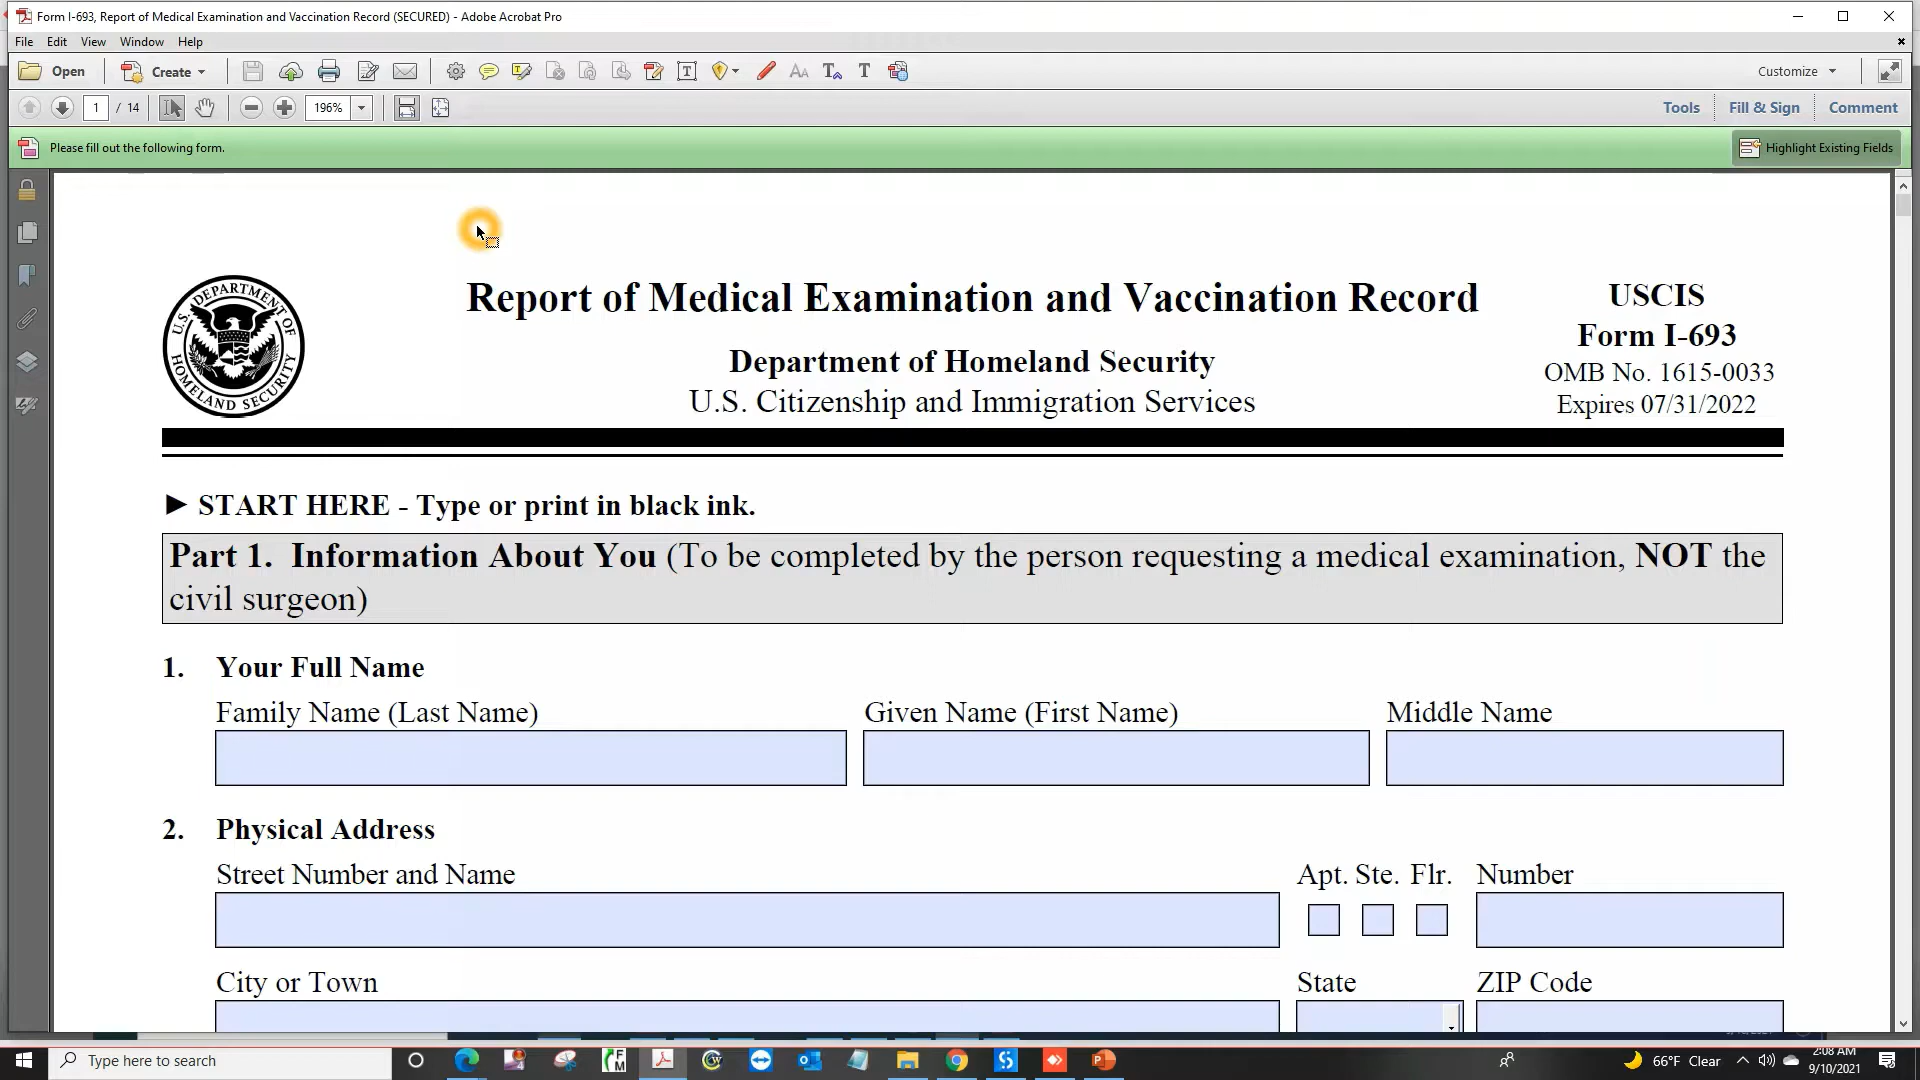 Form I-693, Report of Medical Examination and Vaccination Record (SECURED) - Adobe Acrobat Pro
File Edit View Window Help
Open Create Customize
1 / 14 196% Tools Fill & Sign Comment
Please fill out the following form. Highlight Existing Fields
U.S. DEPARTMENT OF HOMELAND SECURITY
Report of Medical Examination and Vaccination Record
Department of Homeland Security
U.S. Citizenship and Immigration Services
USCIS
Form I-693
OMB No. 1615-0033
Expires 07/31/2022
► START HERE - Type or print in black ink.
Part 1. Information About You (To be completed by the person requesting a medical examination, NOT the
civil surgeon)
1. Your Full Name
Family Name (Last Name) Given Name (First Name) Middle Name
2. Physical Address
Street Number and Name Apt. Ste. Flr. Number
City or Town State ZIP Code
Type here to search
66°F Clear
2:08 AM
9/10/2021